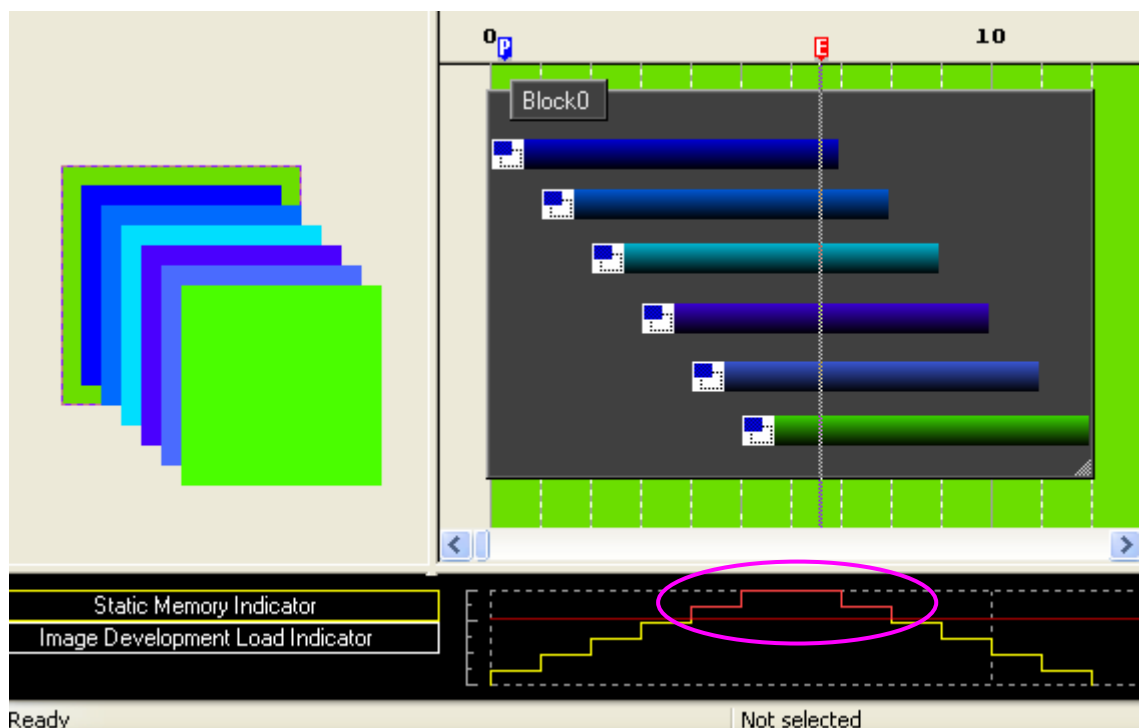 0 10
P E
Block0
Static Memory Indicator
Image Development Load Indicator
Ready Not selected